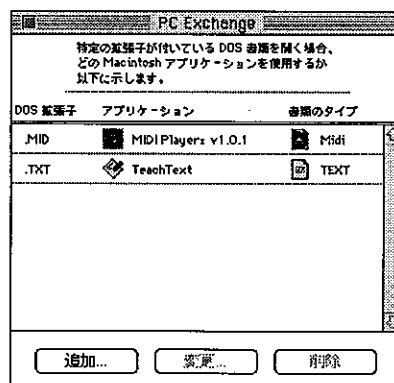 PC Exchange
特定の拡張子が付いている DOS 書類を開く場合、
どの Macintosh アプリケーションを使用するか
以下に示します。
DOS 拡張子 アプリケーション 書類のタイプ
.MID MIDI Player2 v1.0.1 Midi
.TXT TeachText TEXT
追加... 変更... 削除